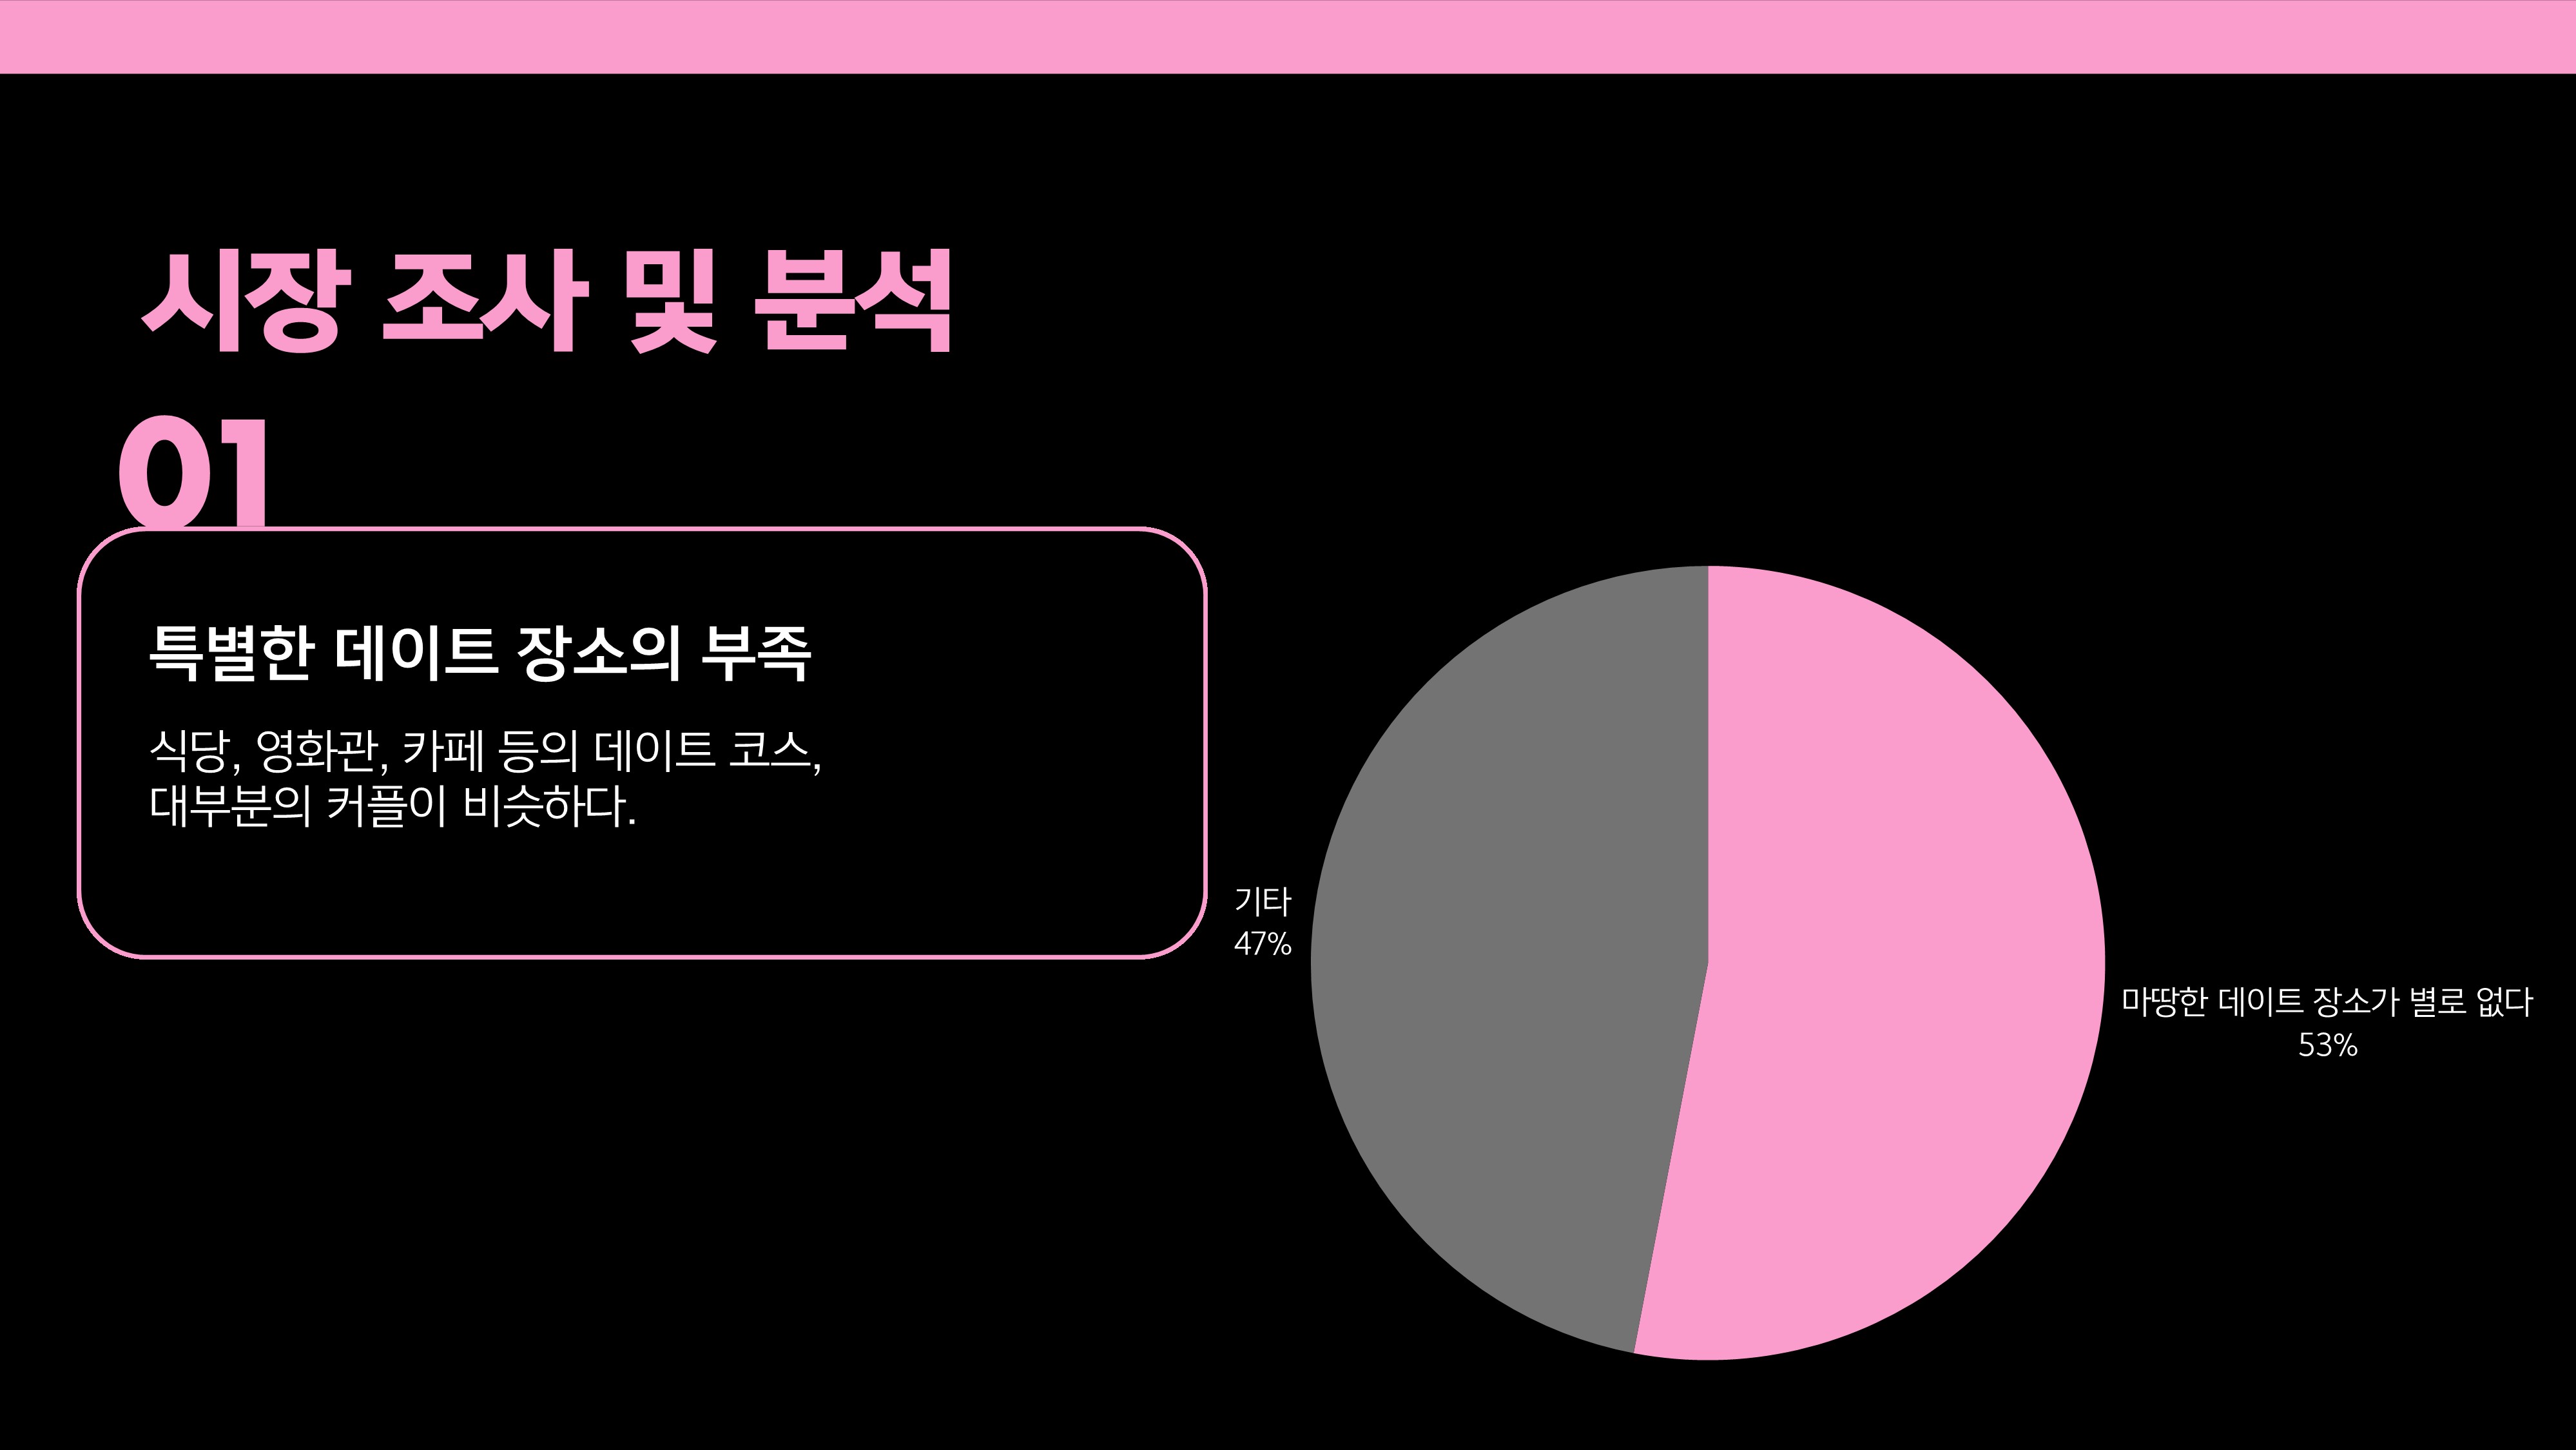 시장 조사 및 분석
01
특별한 데이트 장소의 부족
식당, 영화관, 카페 등의 데이트 코스,
대부분의 커플이 비슷하다.
기타
47%
마땅한 데이트 장소가 별로 없다
53%